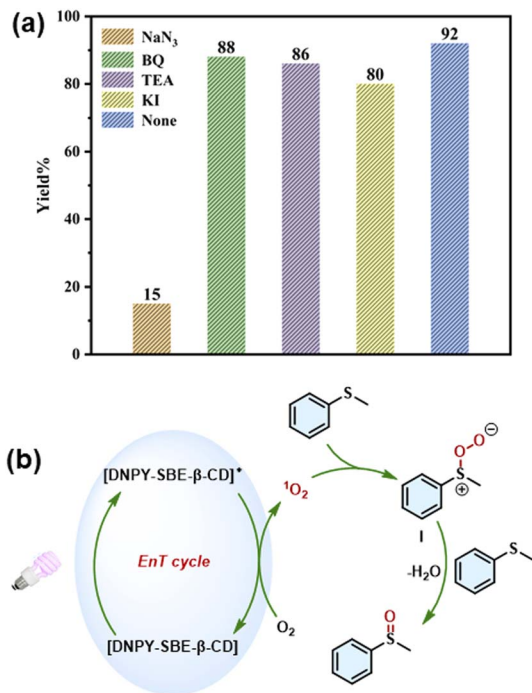 (a)
100
80
60
40
20
0
Yield%
NaN3
BQ
TEA
KI
None
15
88
86
80
92
(b)
[DNPY-SBE-β-CD]*
EnT cycle
[DNPY-SBE-β-CD]
¹O₂
O₂
S
S
+
O
O
−
I
-H₂O
S
O
S